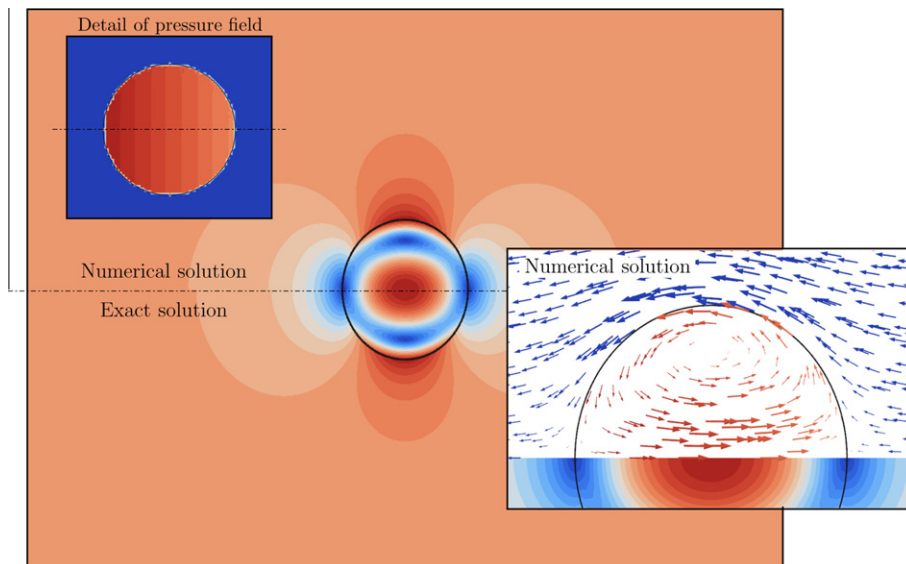 Detail of pressure field
Numerical solution
Exact solution
Numerical solution